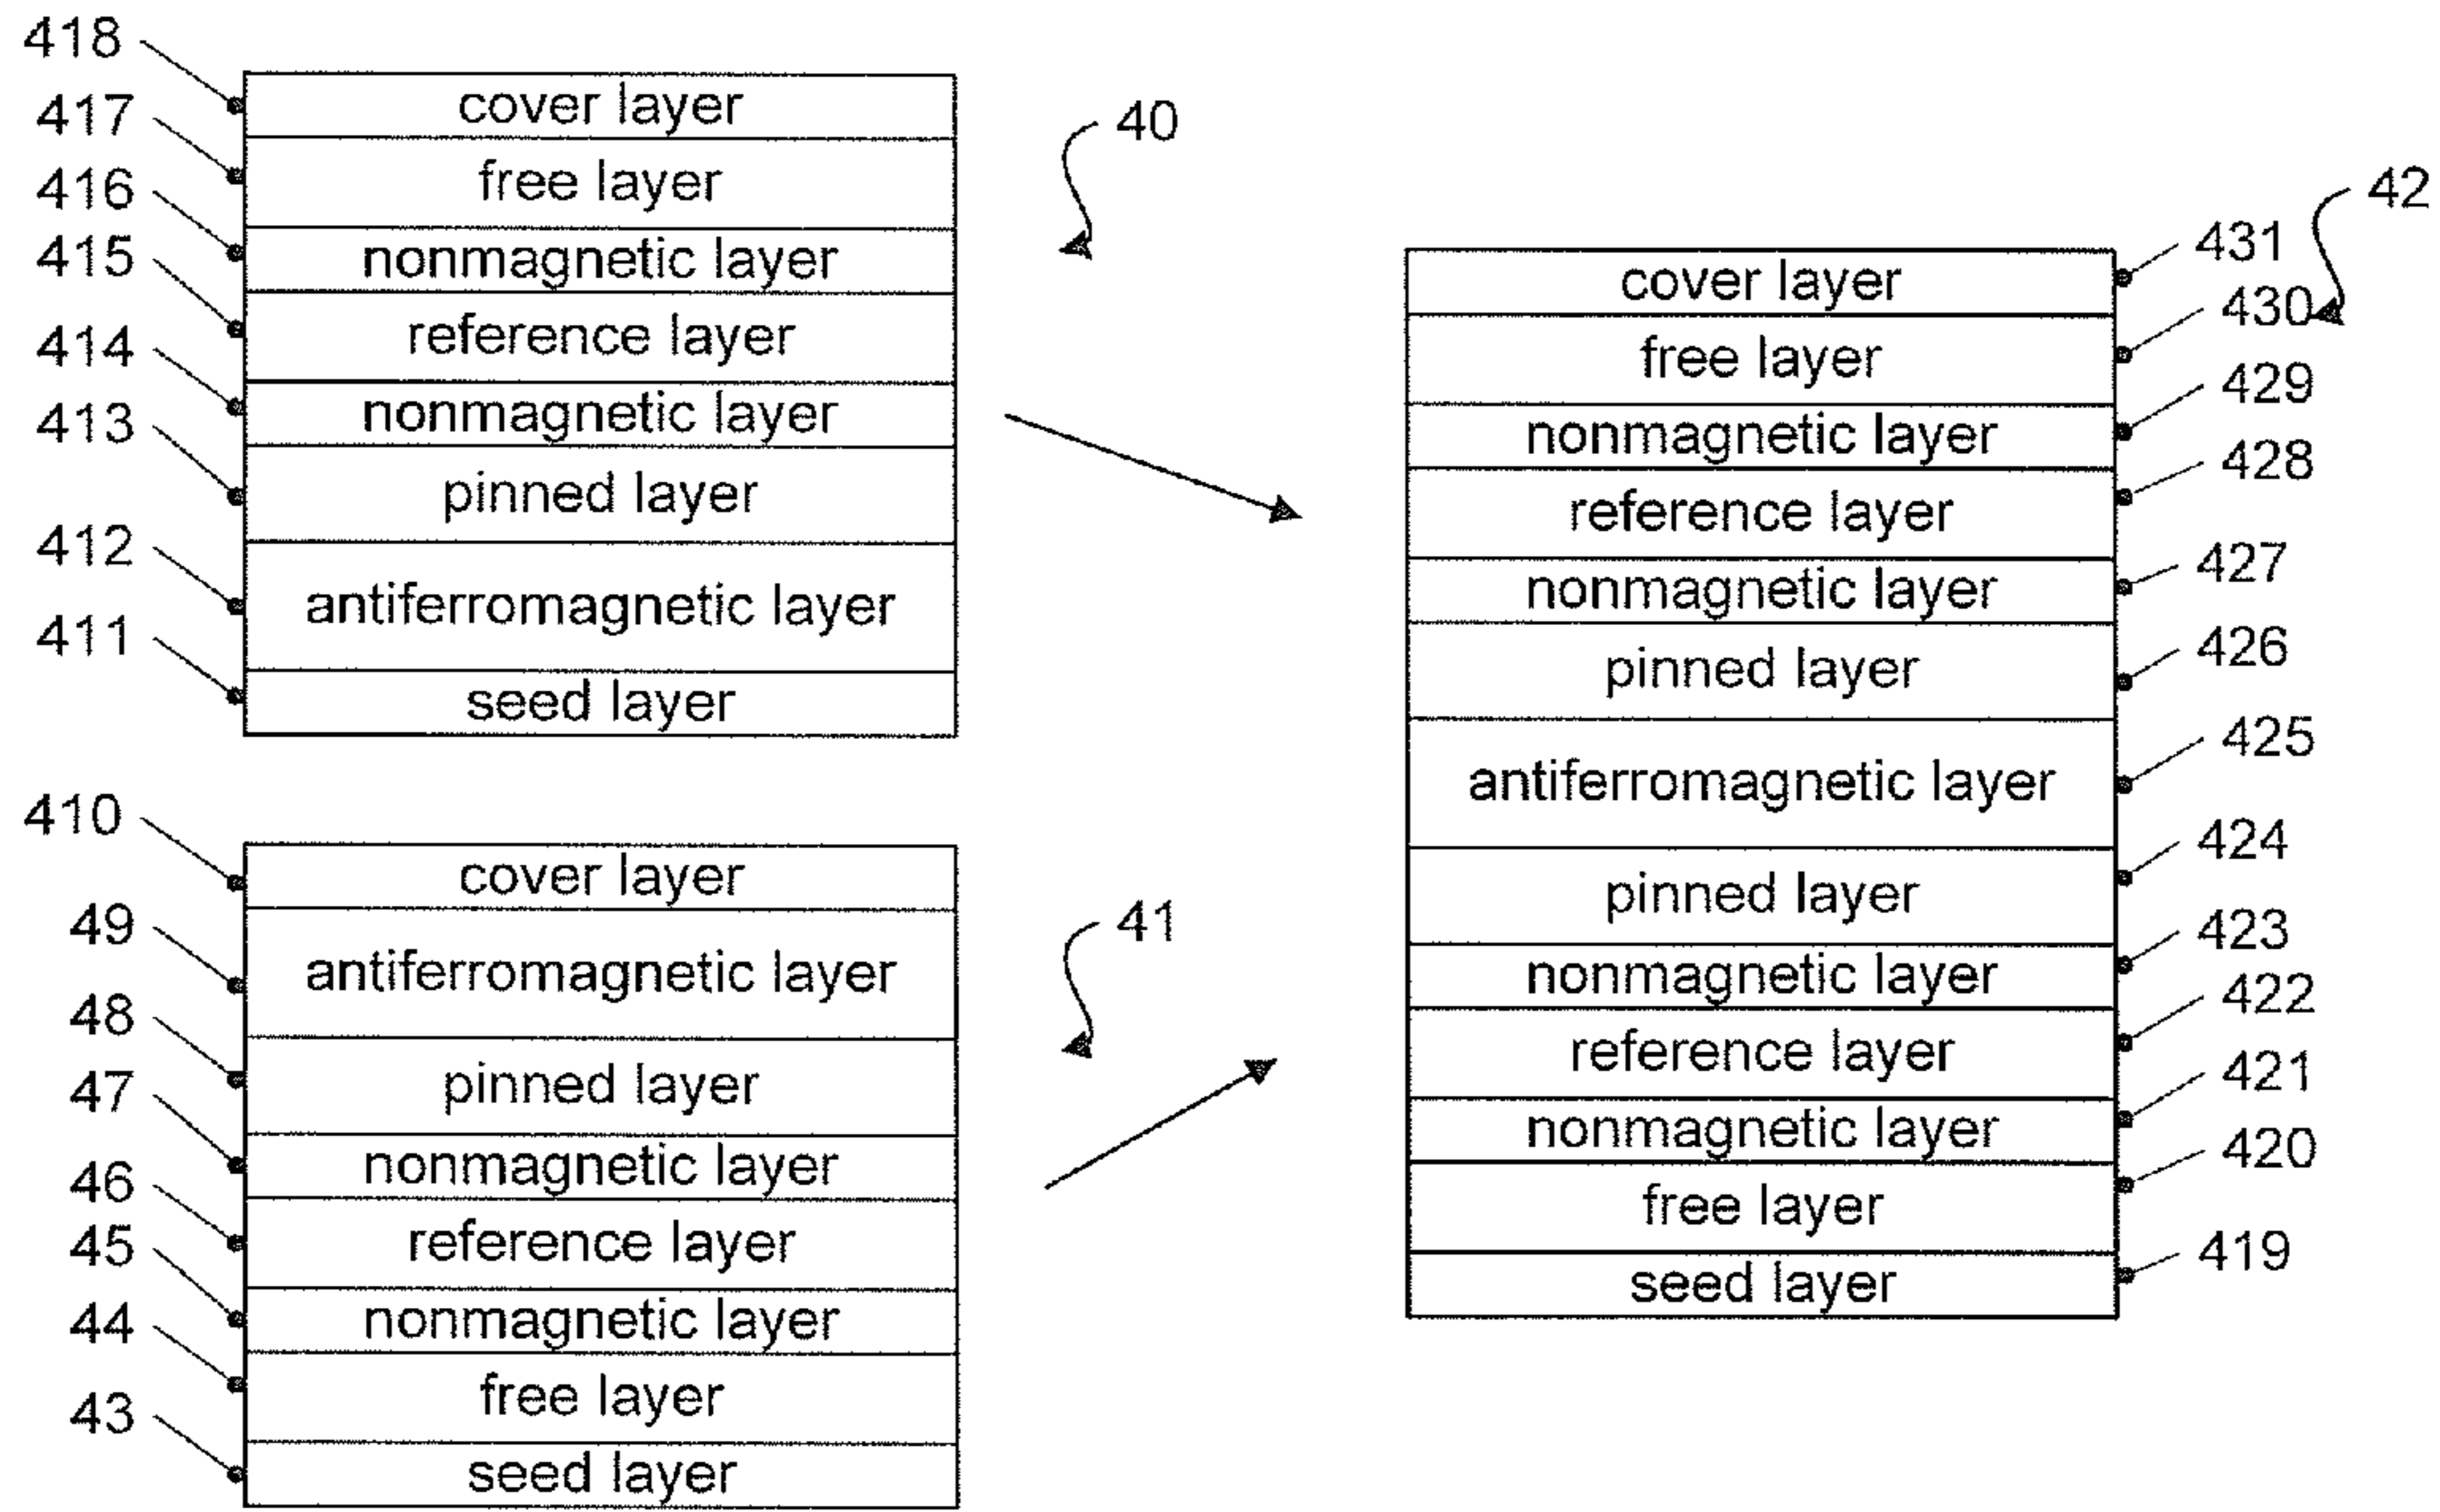 418
cover layer
417
free layer
416
nonmagnetic layer
415
reference layer
414
nonmagnetic layer
413
pinned layer
412
antiferromagnetic layer
411
seed layer
40
410
cover layer
49
antiferromagnetic layer
48
pinned layer
47
nonmagnetic layer
46
reference layer
45
nonmagnetic layer
44
free layer
43
seed layer
41
42
cover layer
431
free layer
430
nonmagnetic layer
429
reference layer
428
nonmagnetic layer
427
pinned layer
426
antiferromagnetic layer
425
pinned layer
424
nonmagnetic layer
423
reference layer
422
nonmagnetic layer
421
free layer
420
seed layer
419